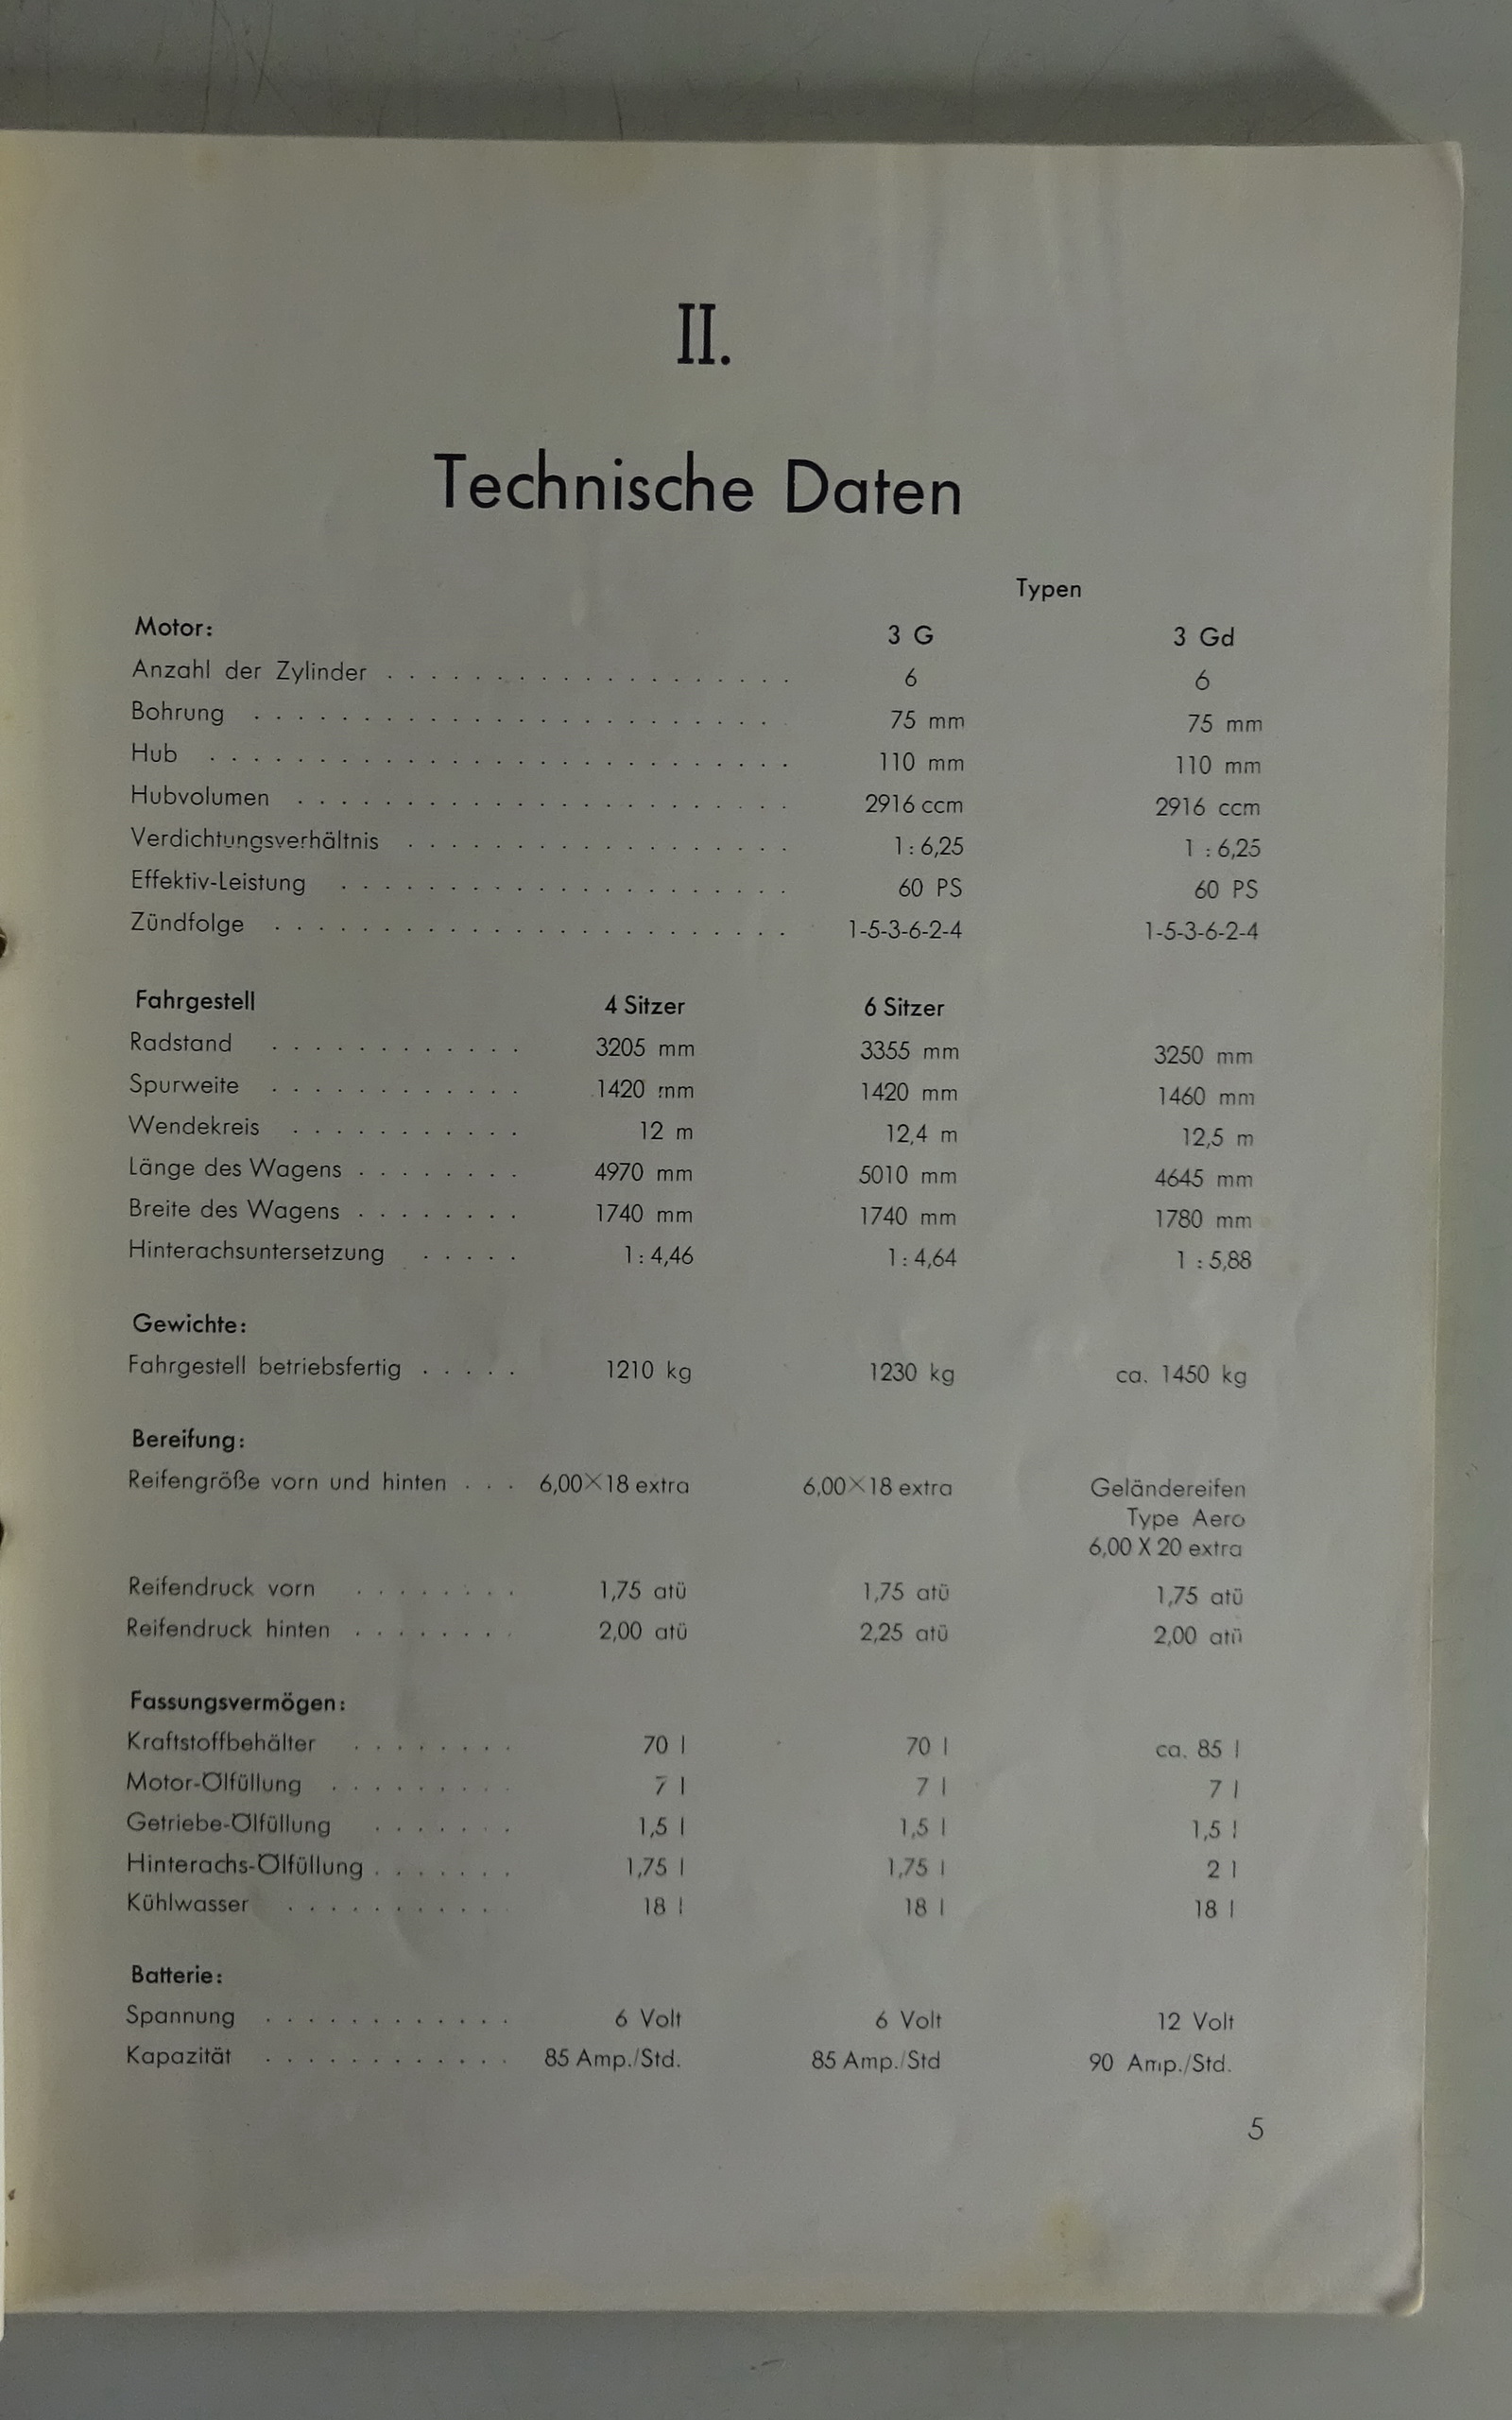 II.
Technische Daten
Typen
Motor: 3 G 3 Gd
Anzahl der Zylinder . . . . . . . . . . . . . . . . . . . 6 6
Bohrung . . . . . . . . . . . . . . . . . . . . . . . . 75 mm 75 mm
Hub . . . . . . . . . . . . . . . . . . . . . . . . . . . 110 mm 110 mm
Hubvolumen . . . . . . . . . . . . . . . . . . . . . . . 2916 ccm 2916 ccm
Verdichtungsverhältnis . . . . . . . . . . . . . . . . . . 1 : 6,25 1 : 6,25
Effektiv-Leistung . . . . . . . . . . . . . . . . . . . . . 60 PS 60 PS
Zündfolge . . . . . . . . . . . . . . . . . . . . . . . . 1-5-3-6-2-4 1-5-3-6-2-4
Fahrgestell 4 Sitzer 6 Sitzer
Radstand . . . . . . . . . . . . 3205 mm 3355 mm 3250 mm
Spurweite . . . . . . . . . . . . 1420 mm 1420 mm 1460 mm
Wendekreis . . . . . . . . . . . 12 m 12,4 m 12,5 m
Länge des Wagens . . . . . . . . 4970 mm 5010 mm 4645 mm
Breite des Wagens . . . . . . . . 1740 mm 1740 mm 1780 mm
Hinterachsuntersetzung . . . . . 1 : 4,46 1 : 4,64 1 : 5,88
Gewichte:
Fahrgestell betriebsfertig . . . . . 1210 kg 1230 kg ca. 1450 kg
Bereifung:
Reifengröße vorn und hinten . . . 6,00×18 extra 6,00×18 extra Geländereifen
Type Aero
6,00 X 20 extra
Reifendruck vorn . . . . . . . . 1,75 atü 1,75 atü 1,75 atü
Reifendruck hinten . . . . . . . . 2,00 atü 2,25 atü 2,00 atü
Fassungsvermögen:
Kraftstoffbehälter . . . . . . . . 70 l 70 l ca. 85 l
Motor-Ölfüllung . . . . . . . . . 7 l 7 l 7 l
Getriebe-Ölfüllung . . . . . . . 1,5 l 1,5 l 1,5 l
Hinterachs-Ölfüllung . . . . . . . 1,75 l 1,75 l 2 l
Kühlwasser . . . . . . . . . . 18 l 18 l 18 l
Batterie:
Spannung . . . . . . . . . . . . 6 Volt 6 Volt 12 Volt
Kapazität . . . . . . . . . . . . 85 Amp./Std. 85 Amp./Std 90 Amp./Std.
5